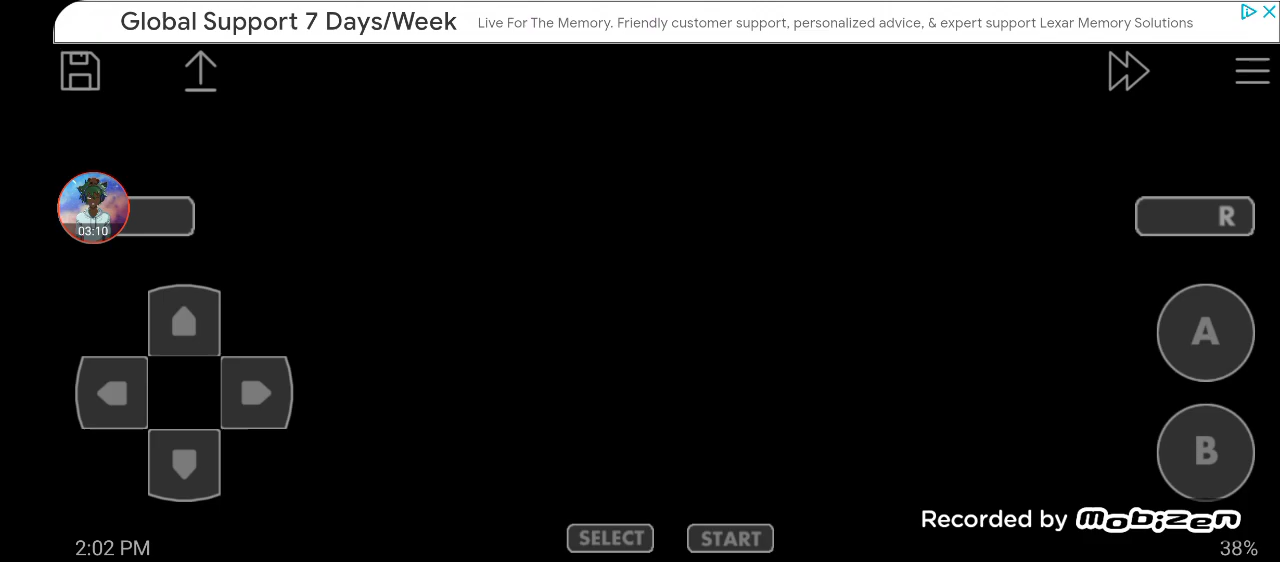 Global Support 7 Days/Week Live For The Memory. Friendly customer support, personalized advice, & expert support Lexar Memory Solutions
03:10
R
A
B
Recorded by mobizen
SELECT START
2:02 PM 38%